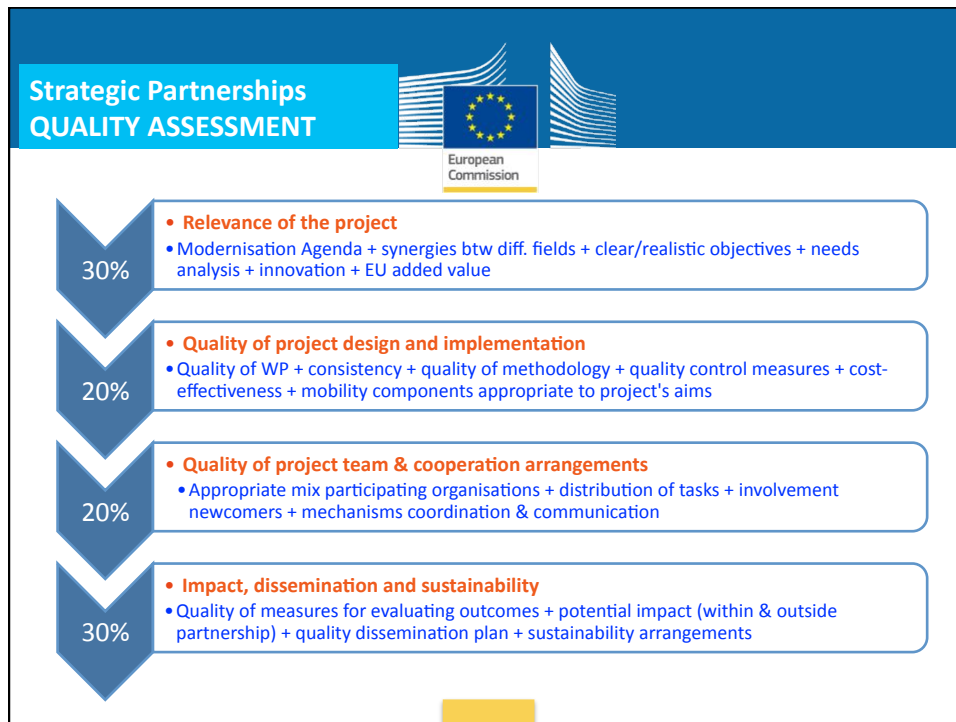 Strategic Partnerships
QUALITY ASSESSMENT
European
Commission
30%
• Relevance of the project
• Modernisation Agenda + synergies btw diff. fields + clear/realistic objectives + needs
analysis + innovation + EU added value
20%
• Quality of project design and implementation
• Quality of WP + consistency + quality of methodology + quality control measures + cost-
effectiveness + mobility components appropriate to project's aims
20%
• Quality of project team & cooperation arrangements
• Appropriate mix participating organisations + distribution of tasks + involvement
newcomers + mechanisms coordination & communication
30%
• Impact, dissemination and sustainability
• Quality of measures for evaluating outcomes + potential impact (within & outside
partnership) + quality dissemination plan + sustainability arrangements